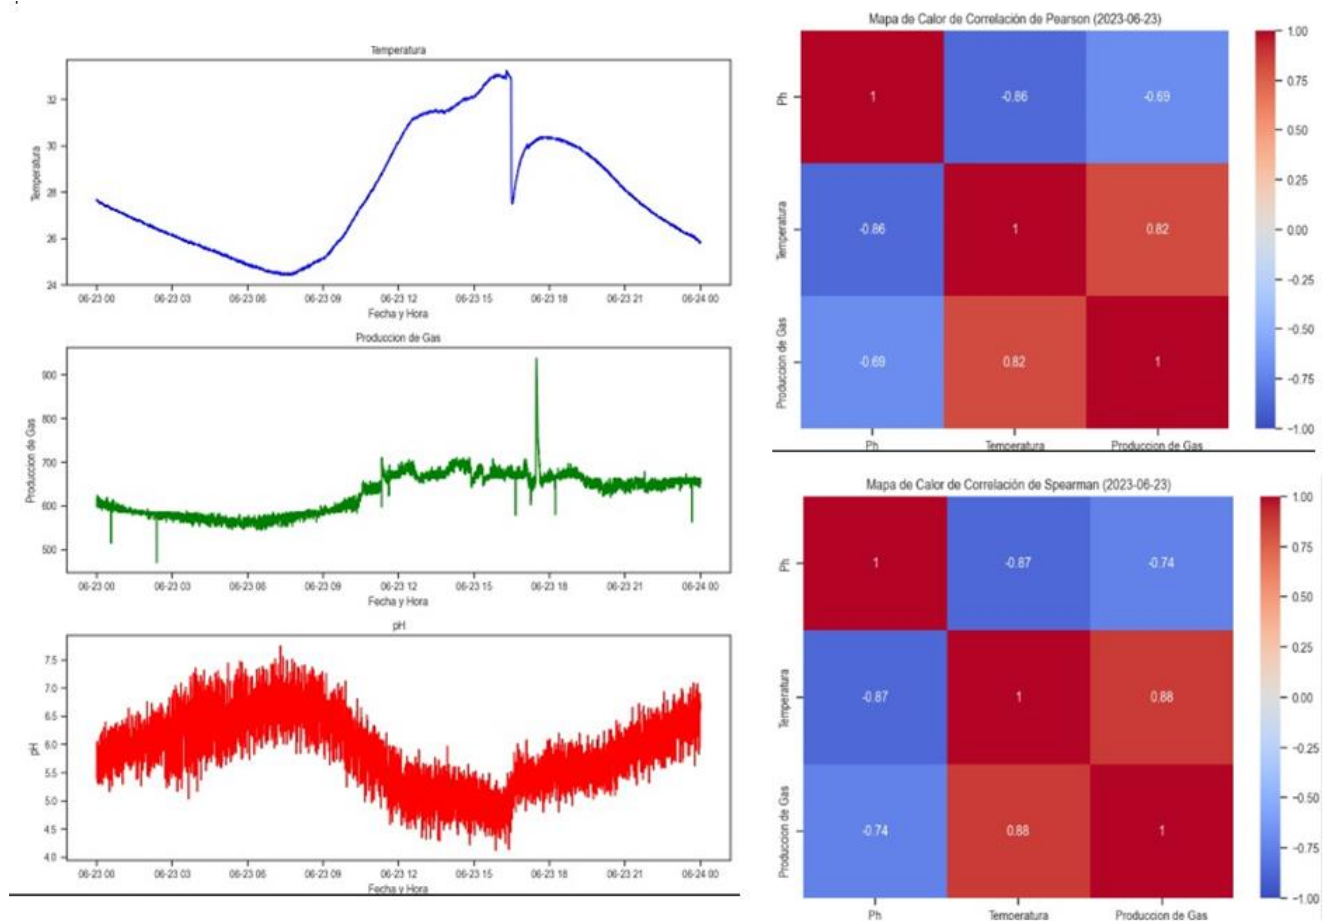 Temperatura
Temperatura
32
30
28
26
24
06-23 00 06-23 03 06-23 06 06-23 09 06-23 12 06-23 15 06-23 18 06-23 21 06-24 00
Fecha y Hora
Produccion de Gas
Produccion de Gas
900
800
700
600
500
06-23 00 06-23 03 06-23 06 06-23 09 06-23 12 06-23 15 06-23 18 06-23 21 06-24 00
Fecha y Hora
pH
pH
7.5
7.0
6.5
6.0
5.5
5.0
4.5
4.0
06-23 00 06-23 03 06-23 06 06-23 09 06-23 12 06-23 15 06-23 18 06-23 21 06-24 00
Fecha y Hora
Mapa de Calor de Correlación de Pearson (2023-06-23)
Ph
1 -0.86 -0.69
Temperatura
-0.86 1 0.82
Produccion de Gas
-0.69 0.82 1
Ph Temperatura Produccion de Gas
1.00
0.75
0.50
0.25
0.00
−0.25
−0.50
−0.75
−1.00
Mapa de Calor de Correlación de Spearman (2023-06-23)
Ph
1 -0.87 -0.74
Temperatura
-0.87 1 0.88
Produccion de Gas
-0.74 0.88 1
Ph Temperatura Produccion de Gas
1.00
0.75
0.50
0.25
0.00
−0.25
−0.50
−0.75
−1.00